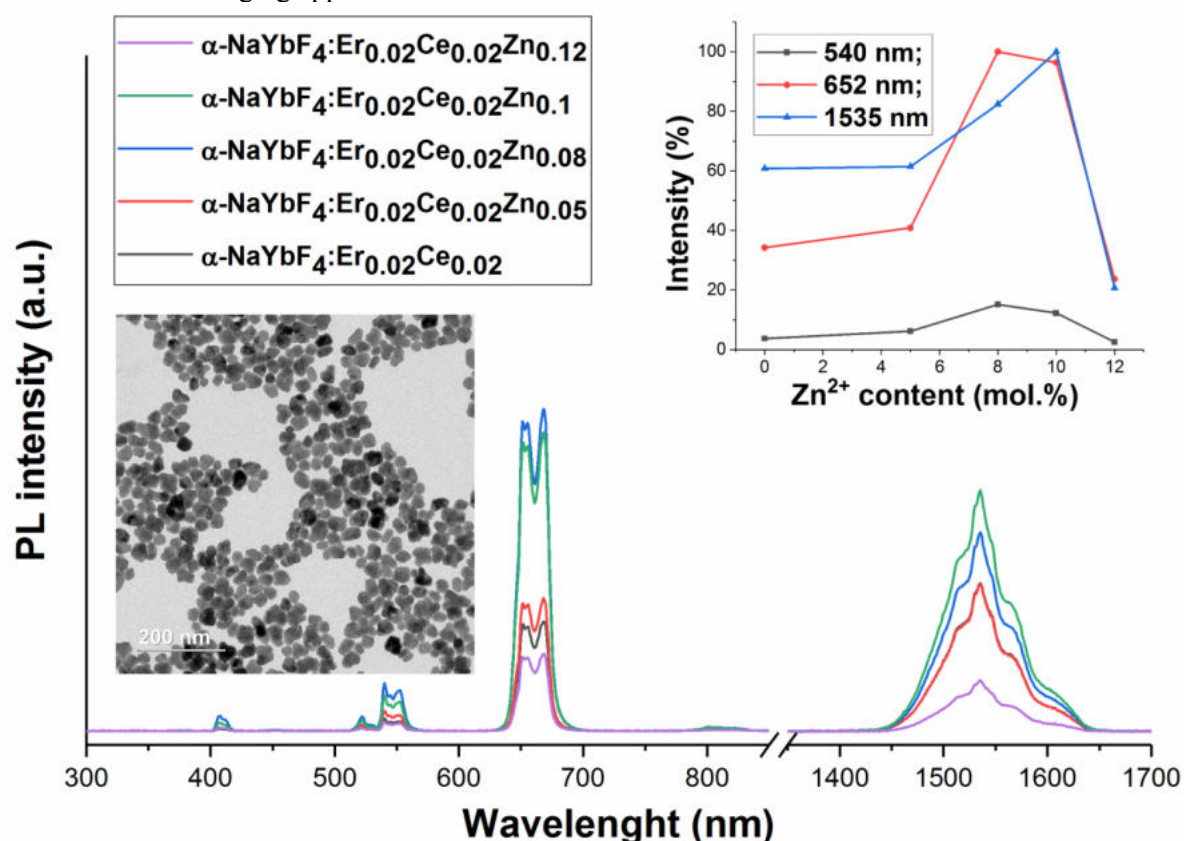 α-NaYbF4:Er0.02Ce0.02Zn0.12
α-NaYbF4:Er0.02Ce0.02Zn0.1
α-NaYbF4:Er0.02Ce0.02Zn0.08
α-NaYbF4:Er0.02Ce0.02Zn0.05
α-NaYbF4:Er0.02Ce0.02
540 nm;
652 nm;
1535 nm
100
80
60
40
20
0
Intensity (%)
0 2 4 6 8 10 12
Zn2+ content (mol.%)
PL intensity (a.u.)
200 nm
300 400 500 600 700 800 1400 1500 1600 1700
Wavelenght (nm)